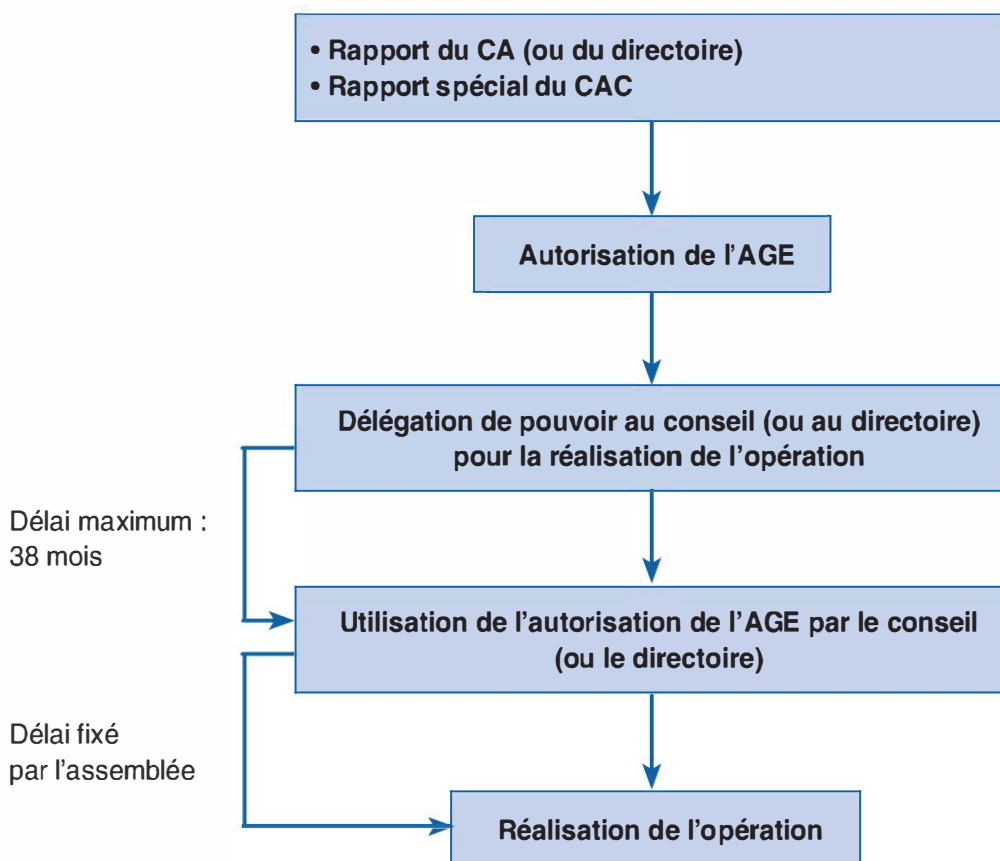 • Rapport du CA (ou du directoire)
• Rapport spécial du CAC
Autorisation de l'AGE
Délégation de pouvoir au conseil (ou au directoire)
pour la réalisation de l'opération
Délai maximum :
38 mois
Utilisation de l'autorisation de l'AGE par le conseil
(ou le directoire)
Délai fixé
par l'assemblée
Réalisation de l'opération